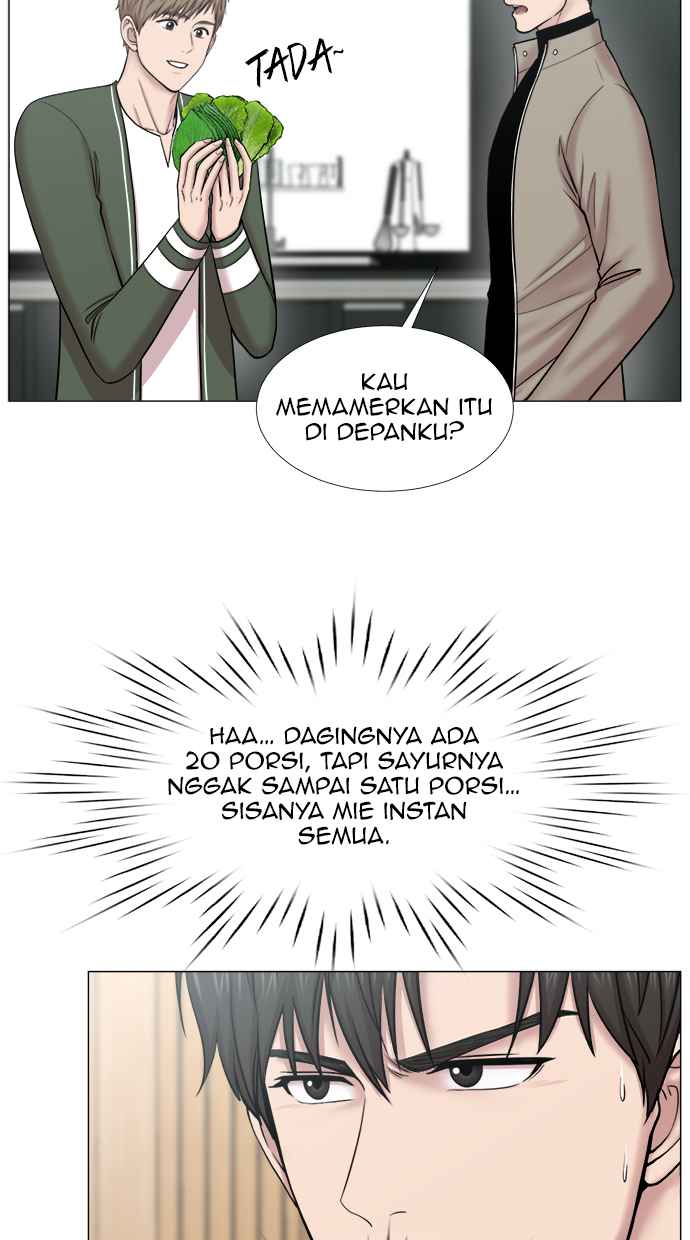 TADA~
KAU
MEMAMERKAN ITU
DI DEPANKU?
HAA... DAGINGNYA ADA
20 PORSI, TAPI SAYURNYA
NGGAK SAMPAI SATU PORSI...
SISANYA MIE INSTAN
SEMUA.